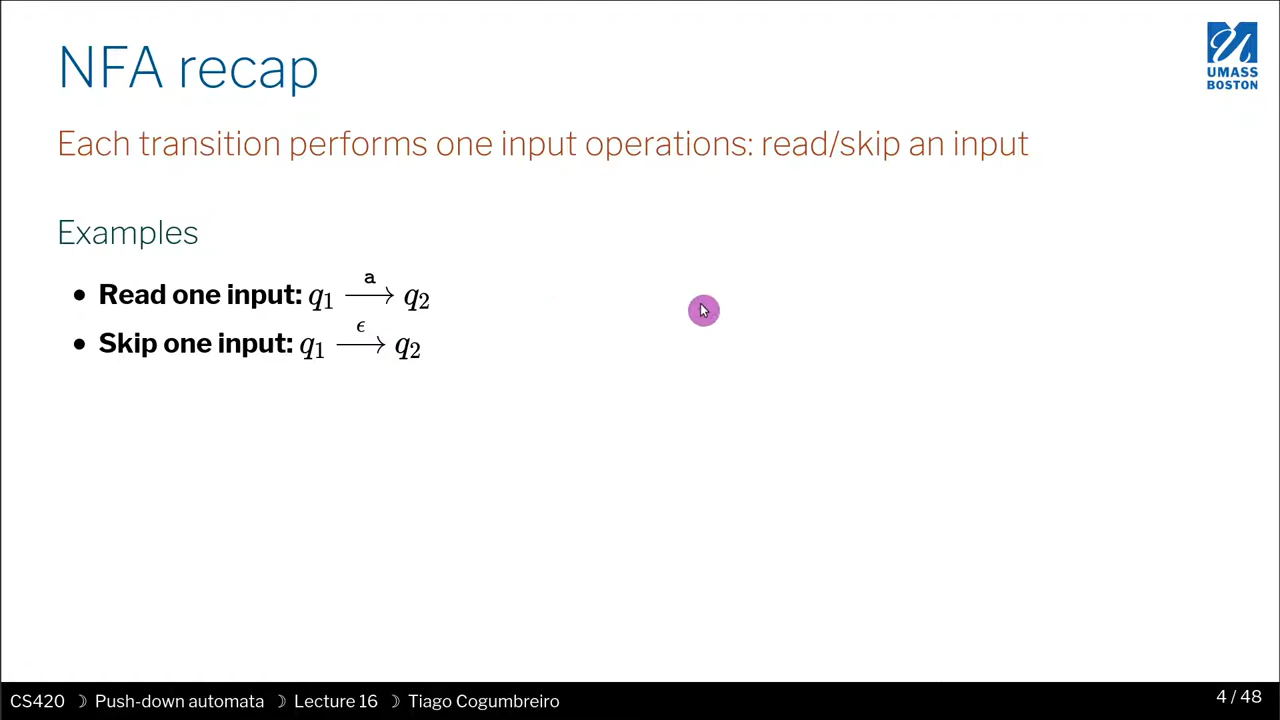 NFA recap
UMASS
BOSTON
Each transition performs one input operations: read/skip an input
Examples
• Read one input: q₁ —a→ q₂
• Skip one input: q₁ —ϵ→ q₂
CS420 ☽ Push-down automata ☽ Lecture 16 ☽ Tiago Cogumbreiro
4 / 48